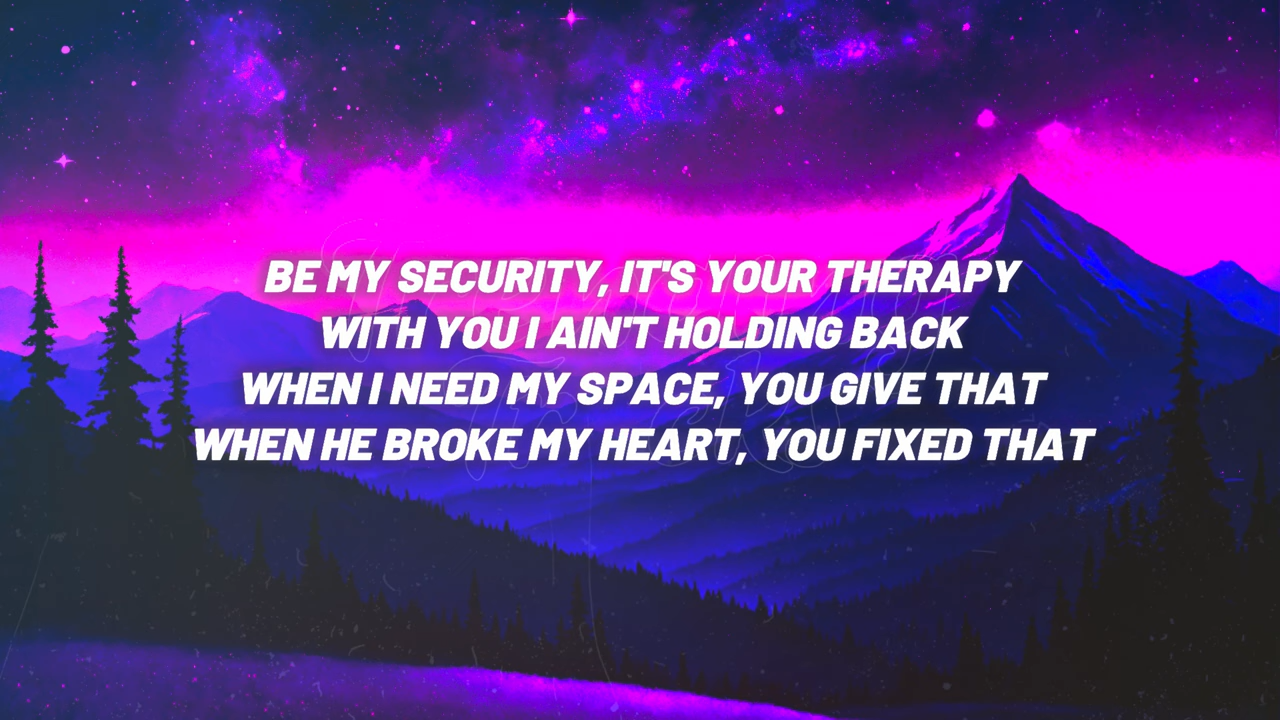 BE MY SECURITY, IT'S YOUR THERAPY
WITH YOU I AIN'T HOLDING BACK
WHEN I NEED MY SPACE, YOU GIVE THAT
WHEN HE BROKE MY HEART, YOU FIXED THAT